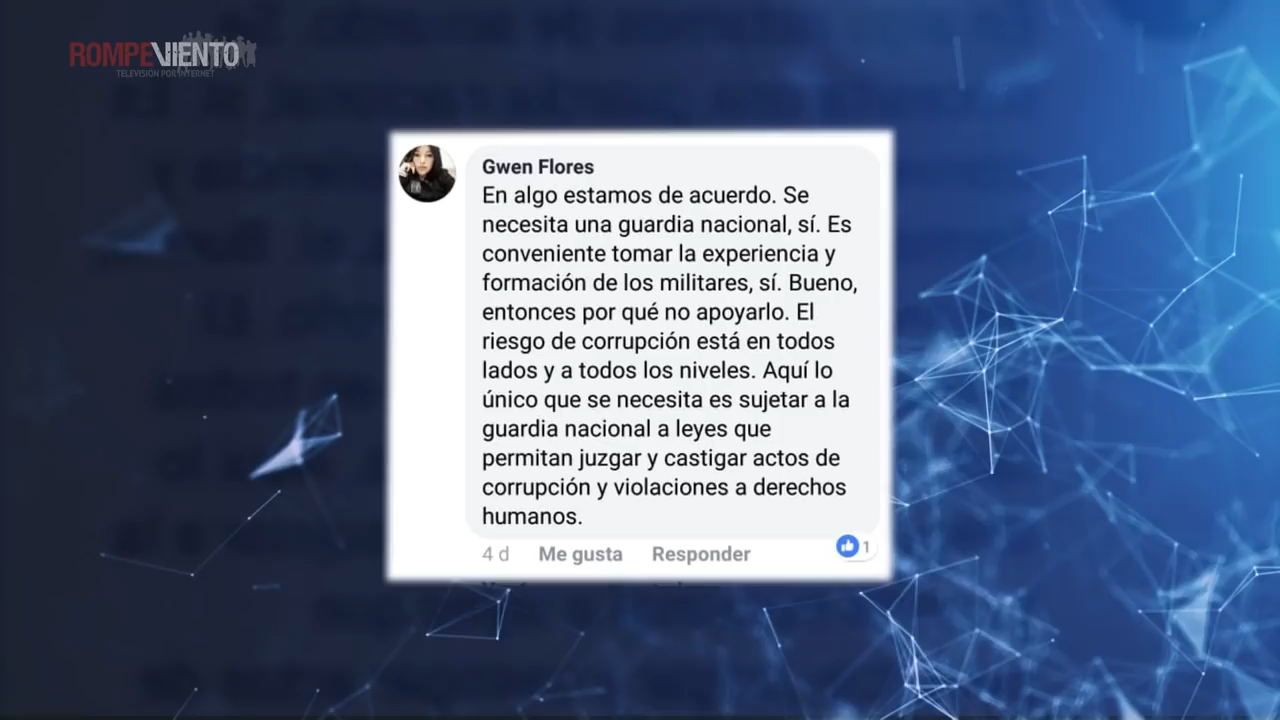 ROMPEVIENTO
TELEVISIÓN POR INTERNET
Gwen Flores
En algo estamos de acuerdo. Se
necesita una guardia nacional, sí. Es
conveniente tomar la experiencia y
formación de los militares, sí. Bueno,
entonces por qué no apoyarlo. El
riesgo de corrupción está en todos
lados y a todos los niveles. Aquí lo
único que se necesita es sujetar a la
guardia nacional a leyes que
permitan juzgar y castigar actos de
corrupción y violaciones a derechos
humanos.
4 d Me gusta Responder 1